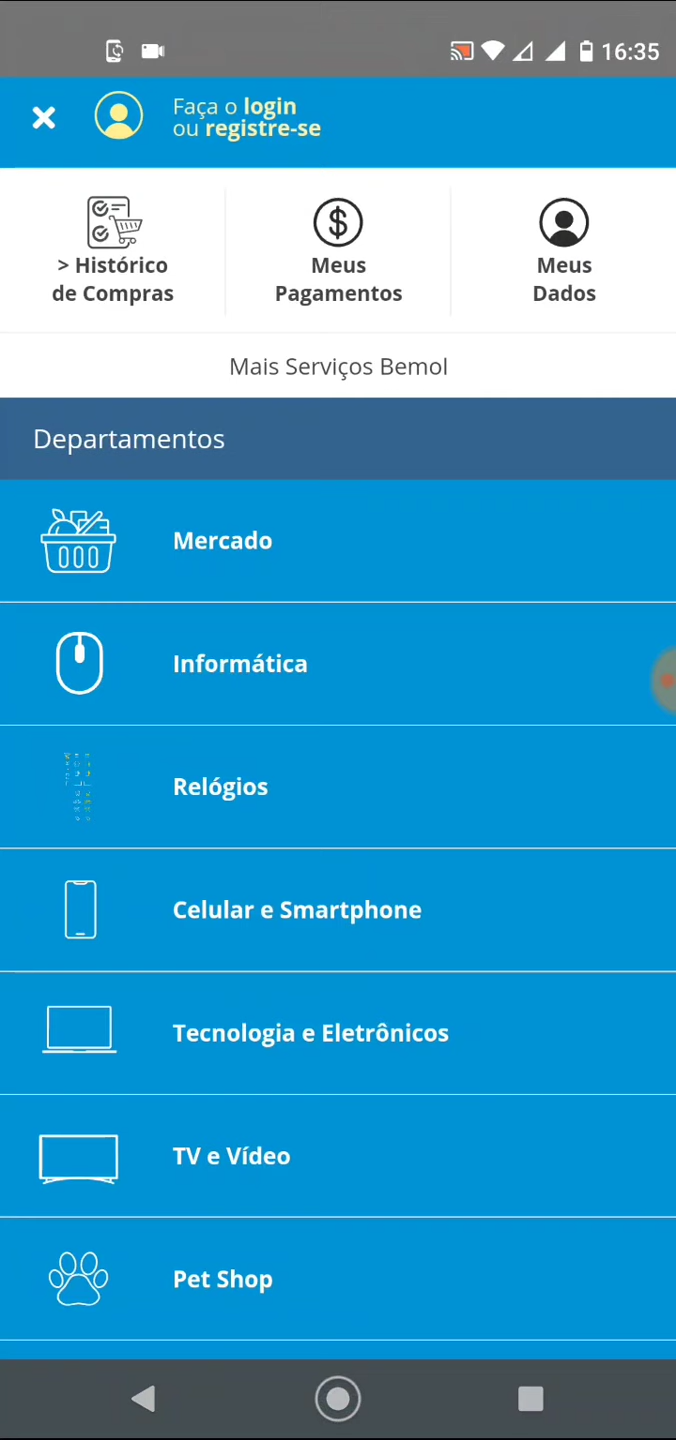 16:35
Faça o login
ou registre-se
> Histórico
de Compras
Meus
Pagamentos
Meus
Dados
Mais Serviços Bemol
Departamentos
Mercado
Informática
Relógios
Celular e Smartphone
Tecnologia e Eletrônicos
TV e Vídeo
Pet Shop